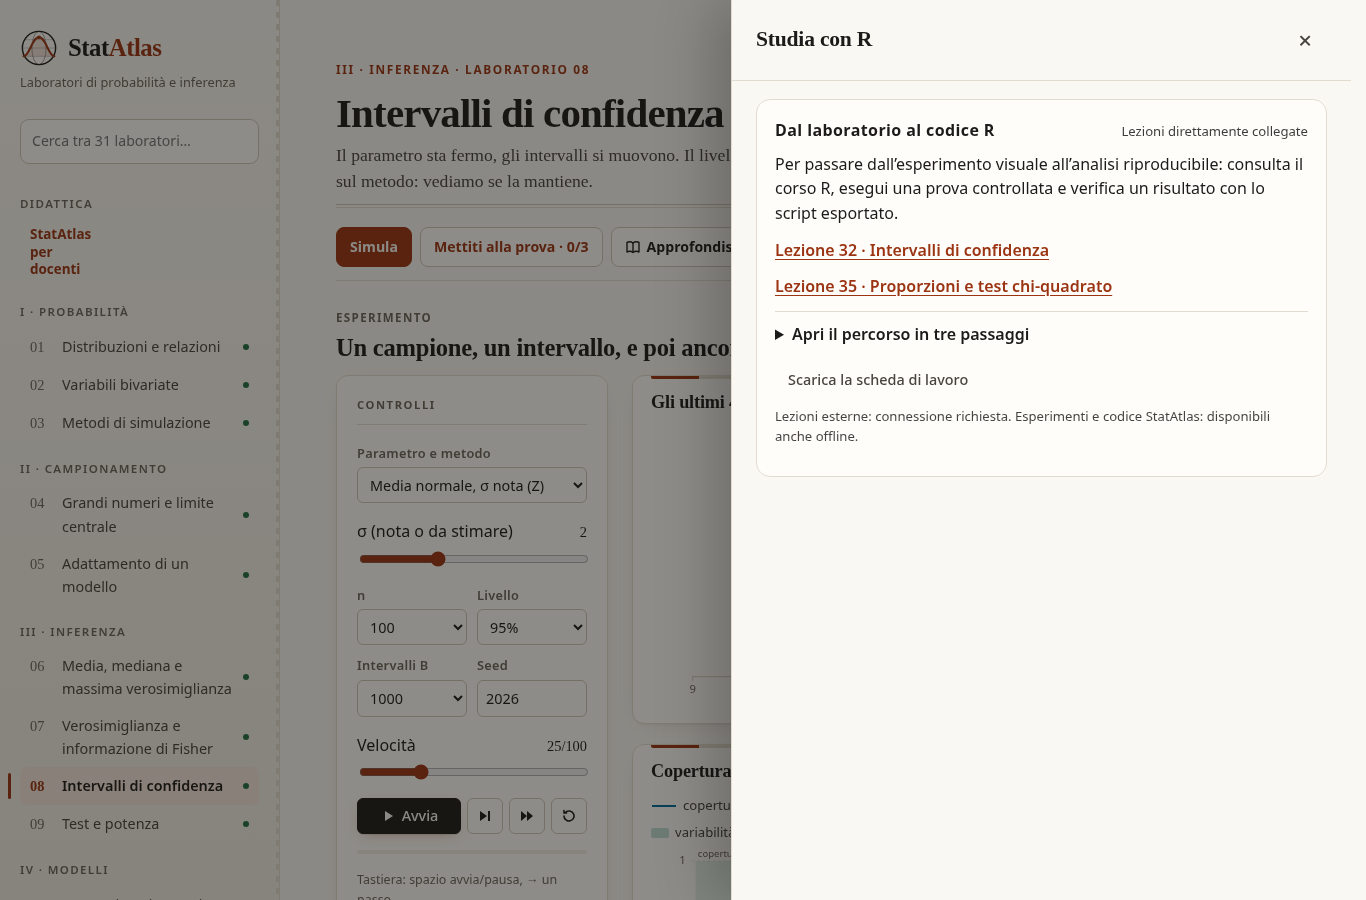 StatAtlas
Laboratori di probabilità e inferenza
Cerca tra 31 laboratori…
DIDATTICA
StatAtlas
per
docenti
I · PROBABILITÀ
01 Distribuzioni e relazioni
02 Variabili bivariate
03 Metodi di simulazione
II · CAMPIONAMENTO
04 Grandi numeri e limite
centrale
05 Adattamento di un
modello
III · INFERENZA
06 Media, mediana e
massima verosimiglianza
07 Verosimiglianza e
informazione di Fisher
08 Intervalli di confidenza
09 Test e potenza
IV · MODELLI
III · INFERENZA · LABORATORIO 08
Intervalli di confidenza
Il parametro sta fermo, gli intervalli si muovono. Il livel
sul metodo: vediamo se la mantiene.
Simula
Mettiti alla prova · 0/3
Approfondis
ESPERIMENTO
Un campione, un intervallo, e poi anco
CONTROLLI
Parametro e metodo
Media normale, σ nota (Z)
σ (nota o da stimare) 2
n Livello
100 95%
Intervalli B Seed
1000 2026
Velocità 25/100
Avvia
Tastiera: spazio avvia/pausa, → un
passo
Gli ultimi
9
Copertura
copertu
variabilità
copertu
1
Studia con R
×
Dal laboratorio al codice R
Lezioni direttamente collegate
Per passare dall’esperimento visuale all’analisi riproducibile: consulta il
corso R, esegui una prova controllata e verifica un risultato con lo
script esportato.
Lezione 32 · Intervalli di confidenza
Lezione 35 · Proporzioni e test chi-quadrato
Apri il percorso in tre passaggi
Scarica la scheda di lavoro
Lezioni esterne: connessione richiesta. Esperimenti e codice StatAtlas: disponibili
anche offline.